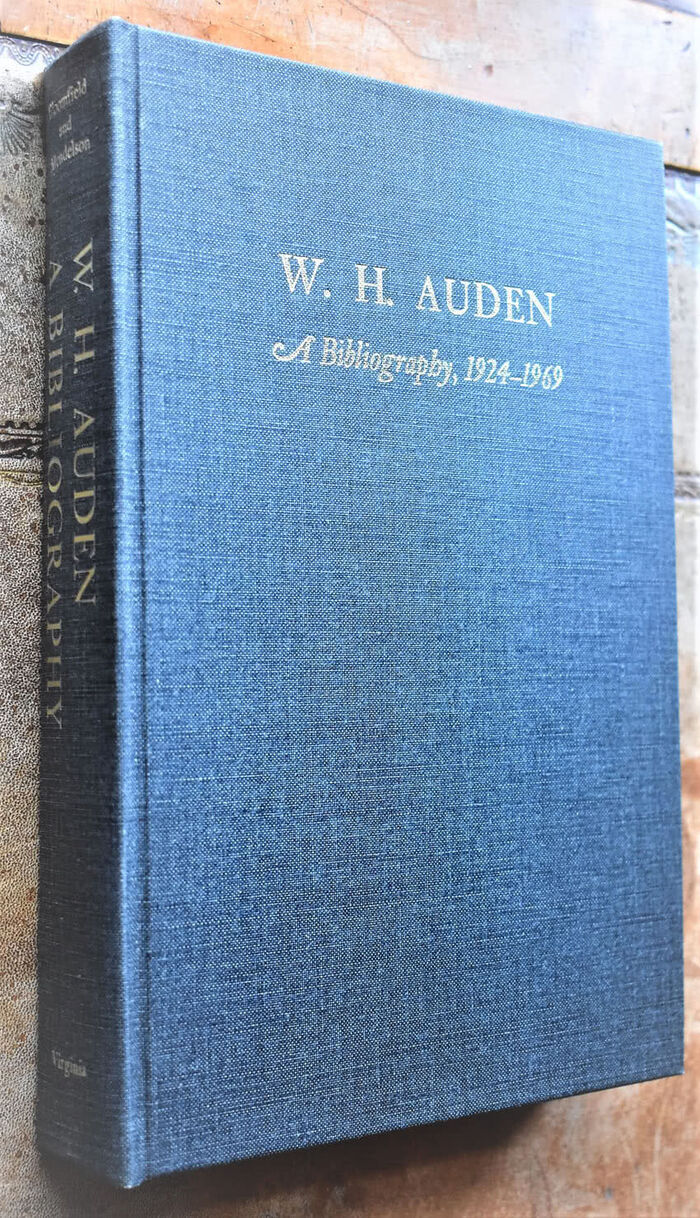 W. H. AUDEN
A Bibliography, 1924–1969
Bloomfield
and
Mendelson
W. H. AUDEN
A BIBLIOGRAPHY
Virginia